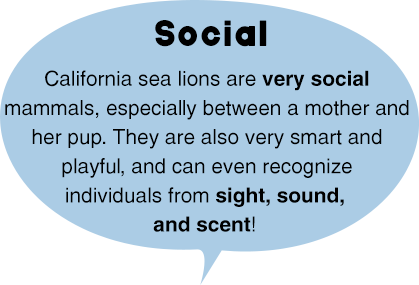 Social
California sea lions are very social
mammals, especially between a mother and
her pup. They are also very smart and
playful, and can even recognize
individuals from sight, sound,
and scent!